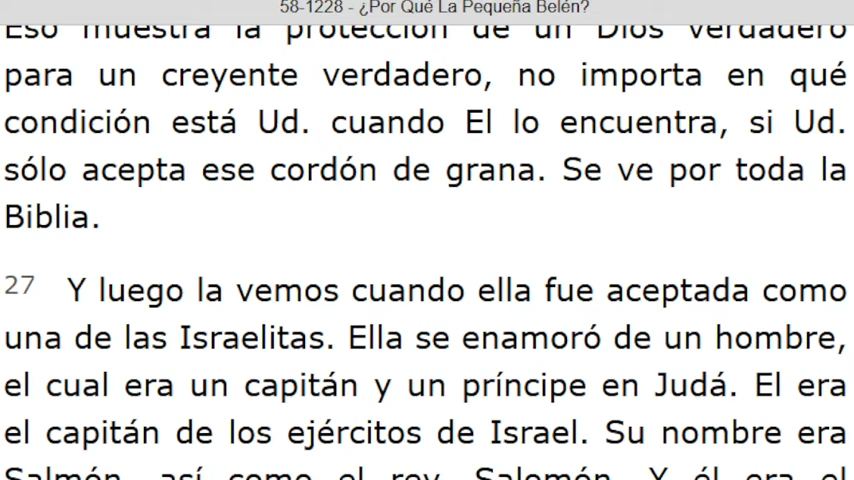 58-1228 - ¿Por Qué La Pequeña Belén?
Eso muestra la protección de un Dios verdadero
para un creyente verdadero, no importa en qué
condición está Ud. cuando El lo encuentra, si Ud.
sólo acepta ese cordón de grana. Se ve por toda la
Biblia.
27 Y luego la vemos cuando ella fue aceptada como
una de las Israelitas. Ella se enamoró de un hombre,
el cual era un capitán y un príncipe en Judá. El era
el capitán de los ejércitos de Israel. Su nombre era
Salmón, así como el rey, Salomón. Y él era el